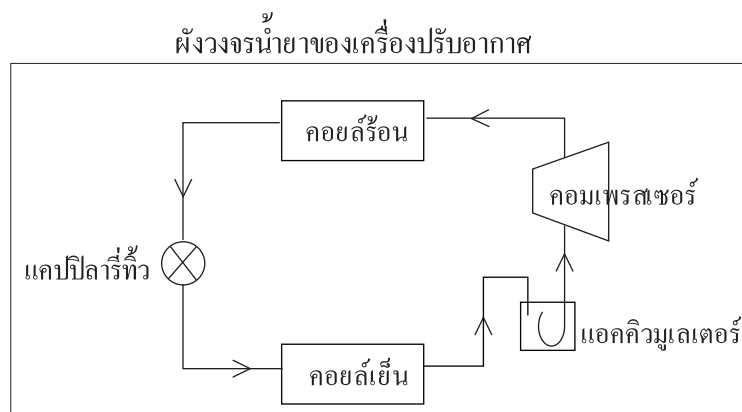 ผังวงจรน้ำยาของเครื่องปรับอากาศ
คอยล์ร้อน
คอมเพรสเซอร์
แคปปิลารี่ทิ้ว
แอคคิวมูเลเตอร์
คอยล์เย็น